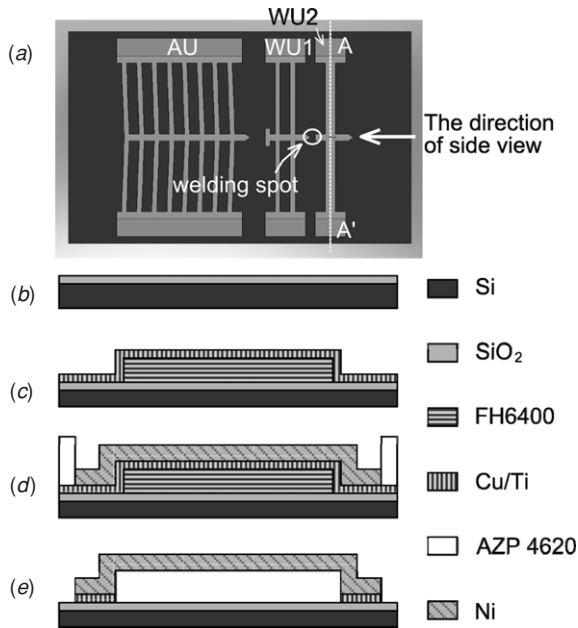 (a)
WU2
AU
WU1
A
The direction
of side view
welding spot
A'
(b)
Si
SiO2
(c)
FH6400
(d)
Cu/Ti
AZP 4620
(e)
Ni